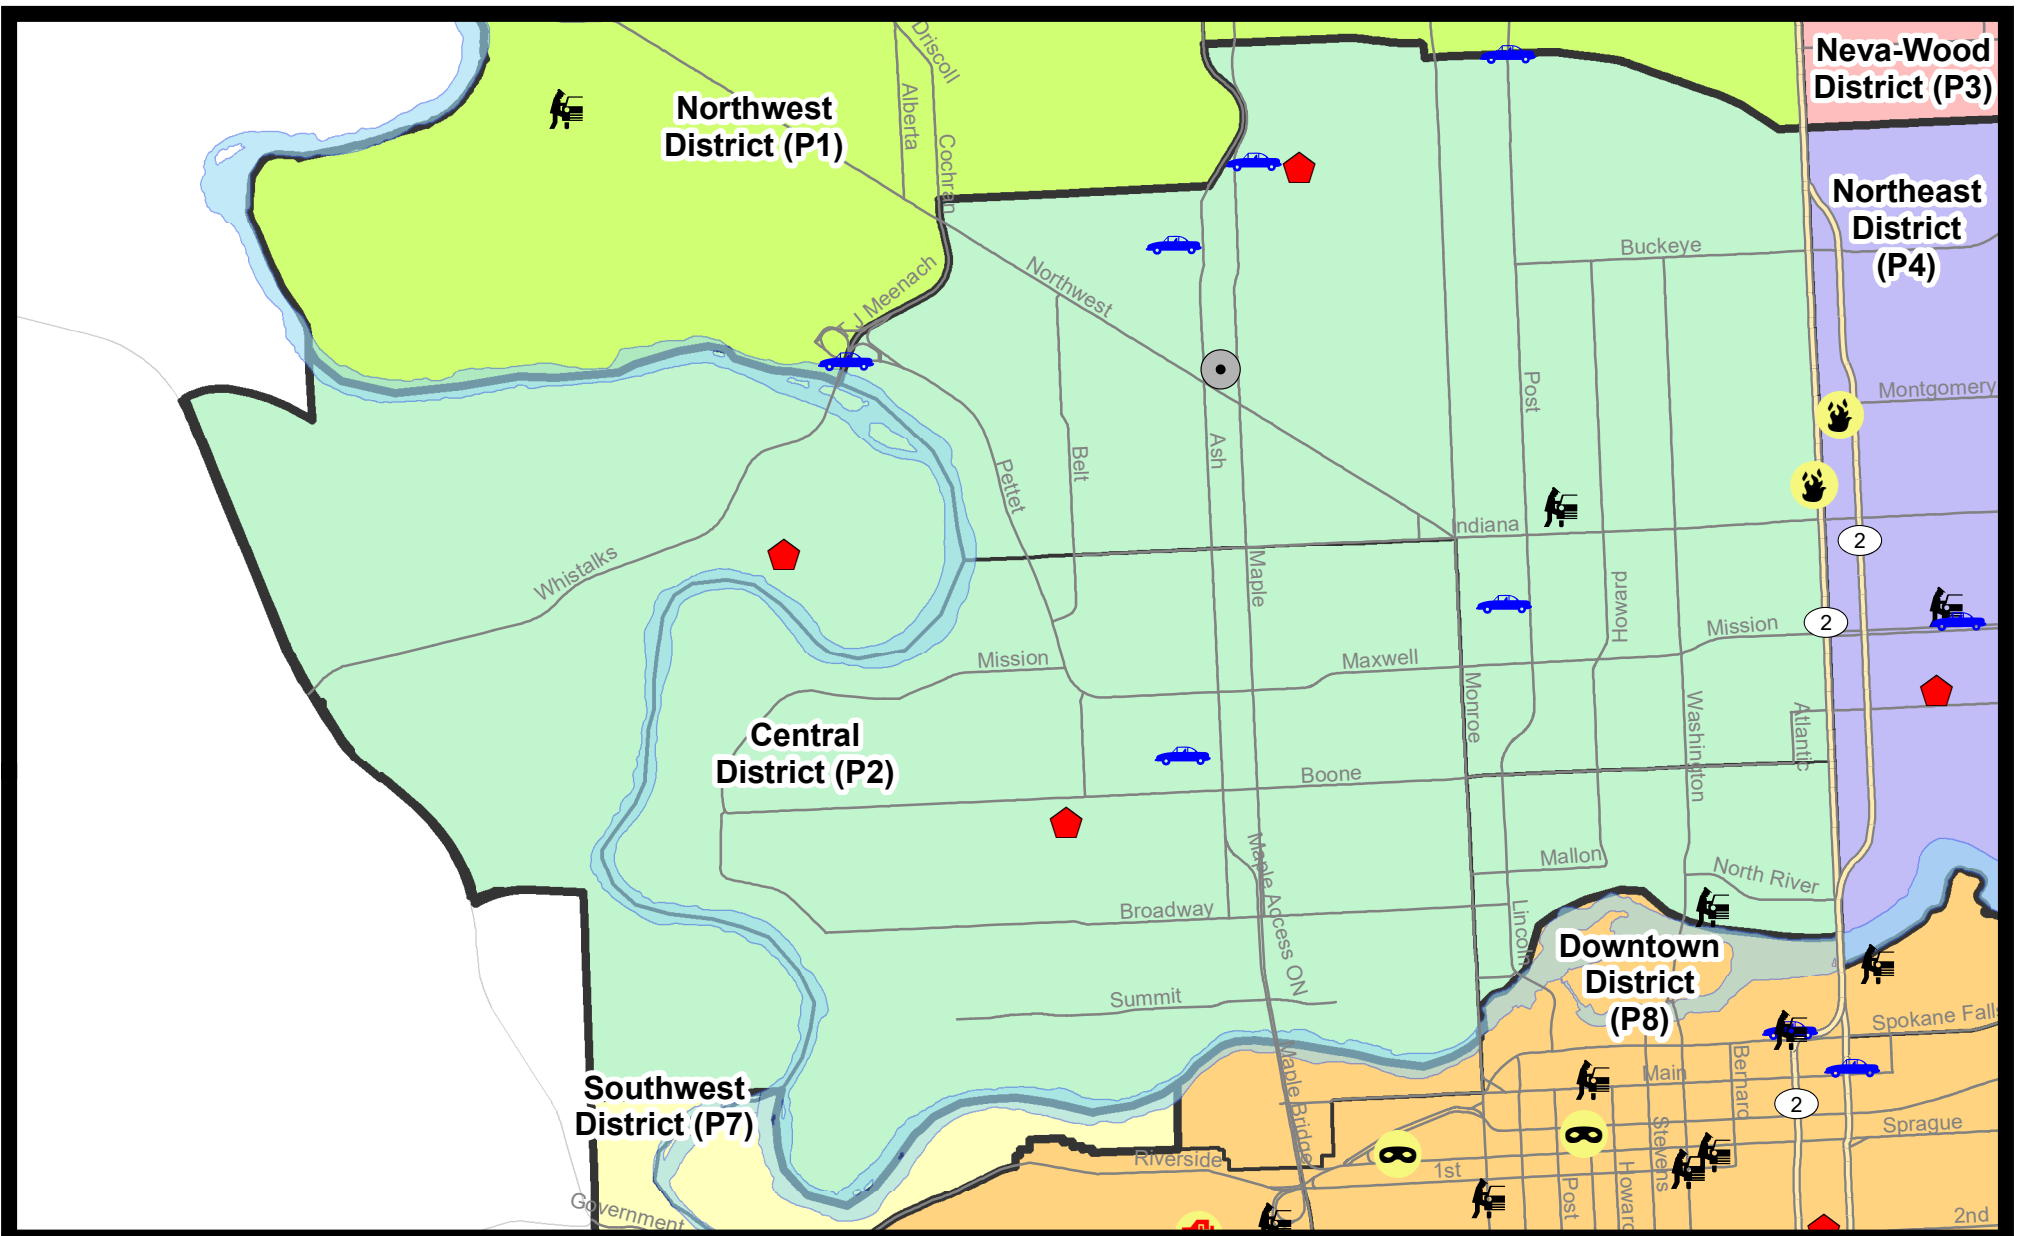 Driscoll
Neva-Wood
District (P3)
Northwest
District (P1)
Alberta
Cochran
Northeast
District
(P4)
Buckeye
Northwest
T J Meenach
Post
Montgomery
Ash
Belt
Pettet
Indiana
2
Whistalks
Maple
Howard
2
Mission
Mission
Maxwell
Monroe
Washington
Atlantic
Central
District (P2)
Boone
Mallon
North River
Maple Access ON
Broadway
Lincoln
Downtown
District
(P8)
Summit
Spokane Falls
Southwest
District (P7)
Maple Bridge
Main
Bernard
2
Stevens
Sprague
Riverside
1st
Post
Howard
Government
2nd